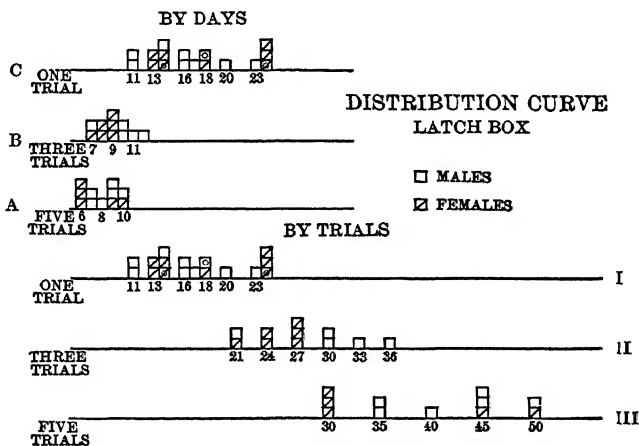 BY DAYS
C
ONE
TRIAL
11 13 16 18 20 23
DISTRIBUTION CURVE
LATCH BOX
B
THREE
TRIALS
7 9 11
□ MALES
A
FIVE
TRIALS
6 8 10
FEMALES
BY TRIALS
ONE
TRIAL
11 13 16 18 20 23
I
THREE
TRIALS
21 24 27 30 33 36
II
FIVE
TRIALS
30 35 40 45 50
III